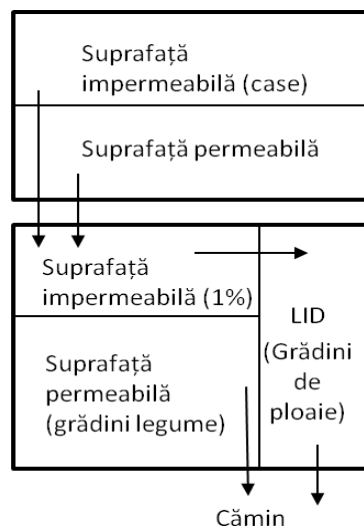 Suprafață
impermeabilă (case)
Suprafață permeabilă
Suprafață
impermeabilă (1%)
LID
(Grădini
de
ploaie)
Suprafață
permeabilă
(grădini legume)
Cămin